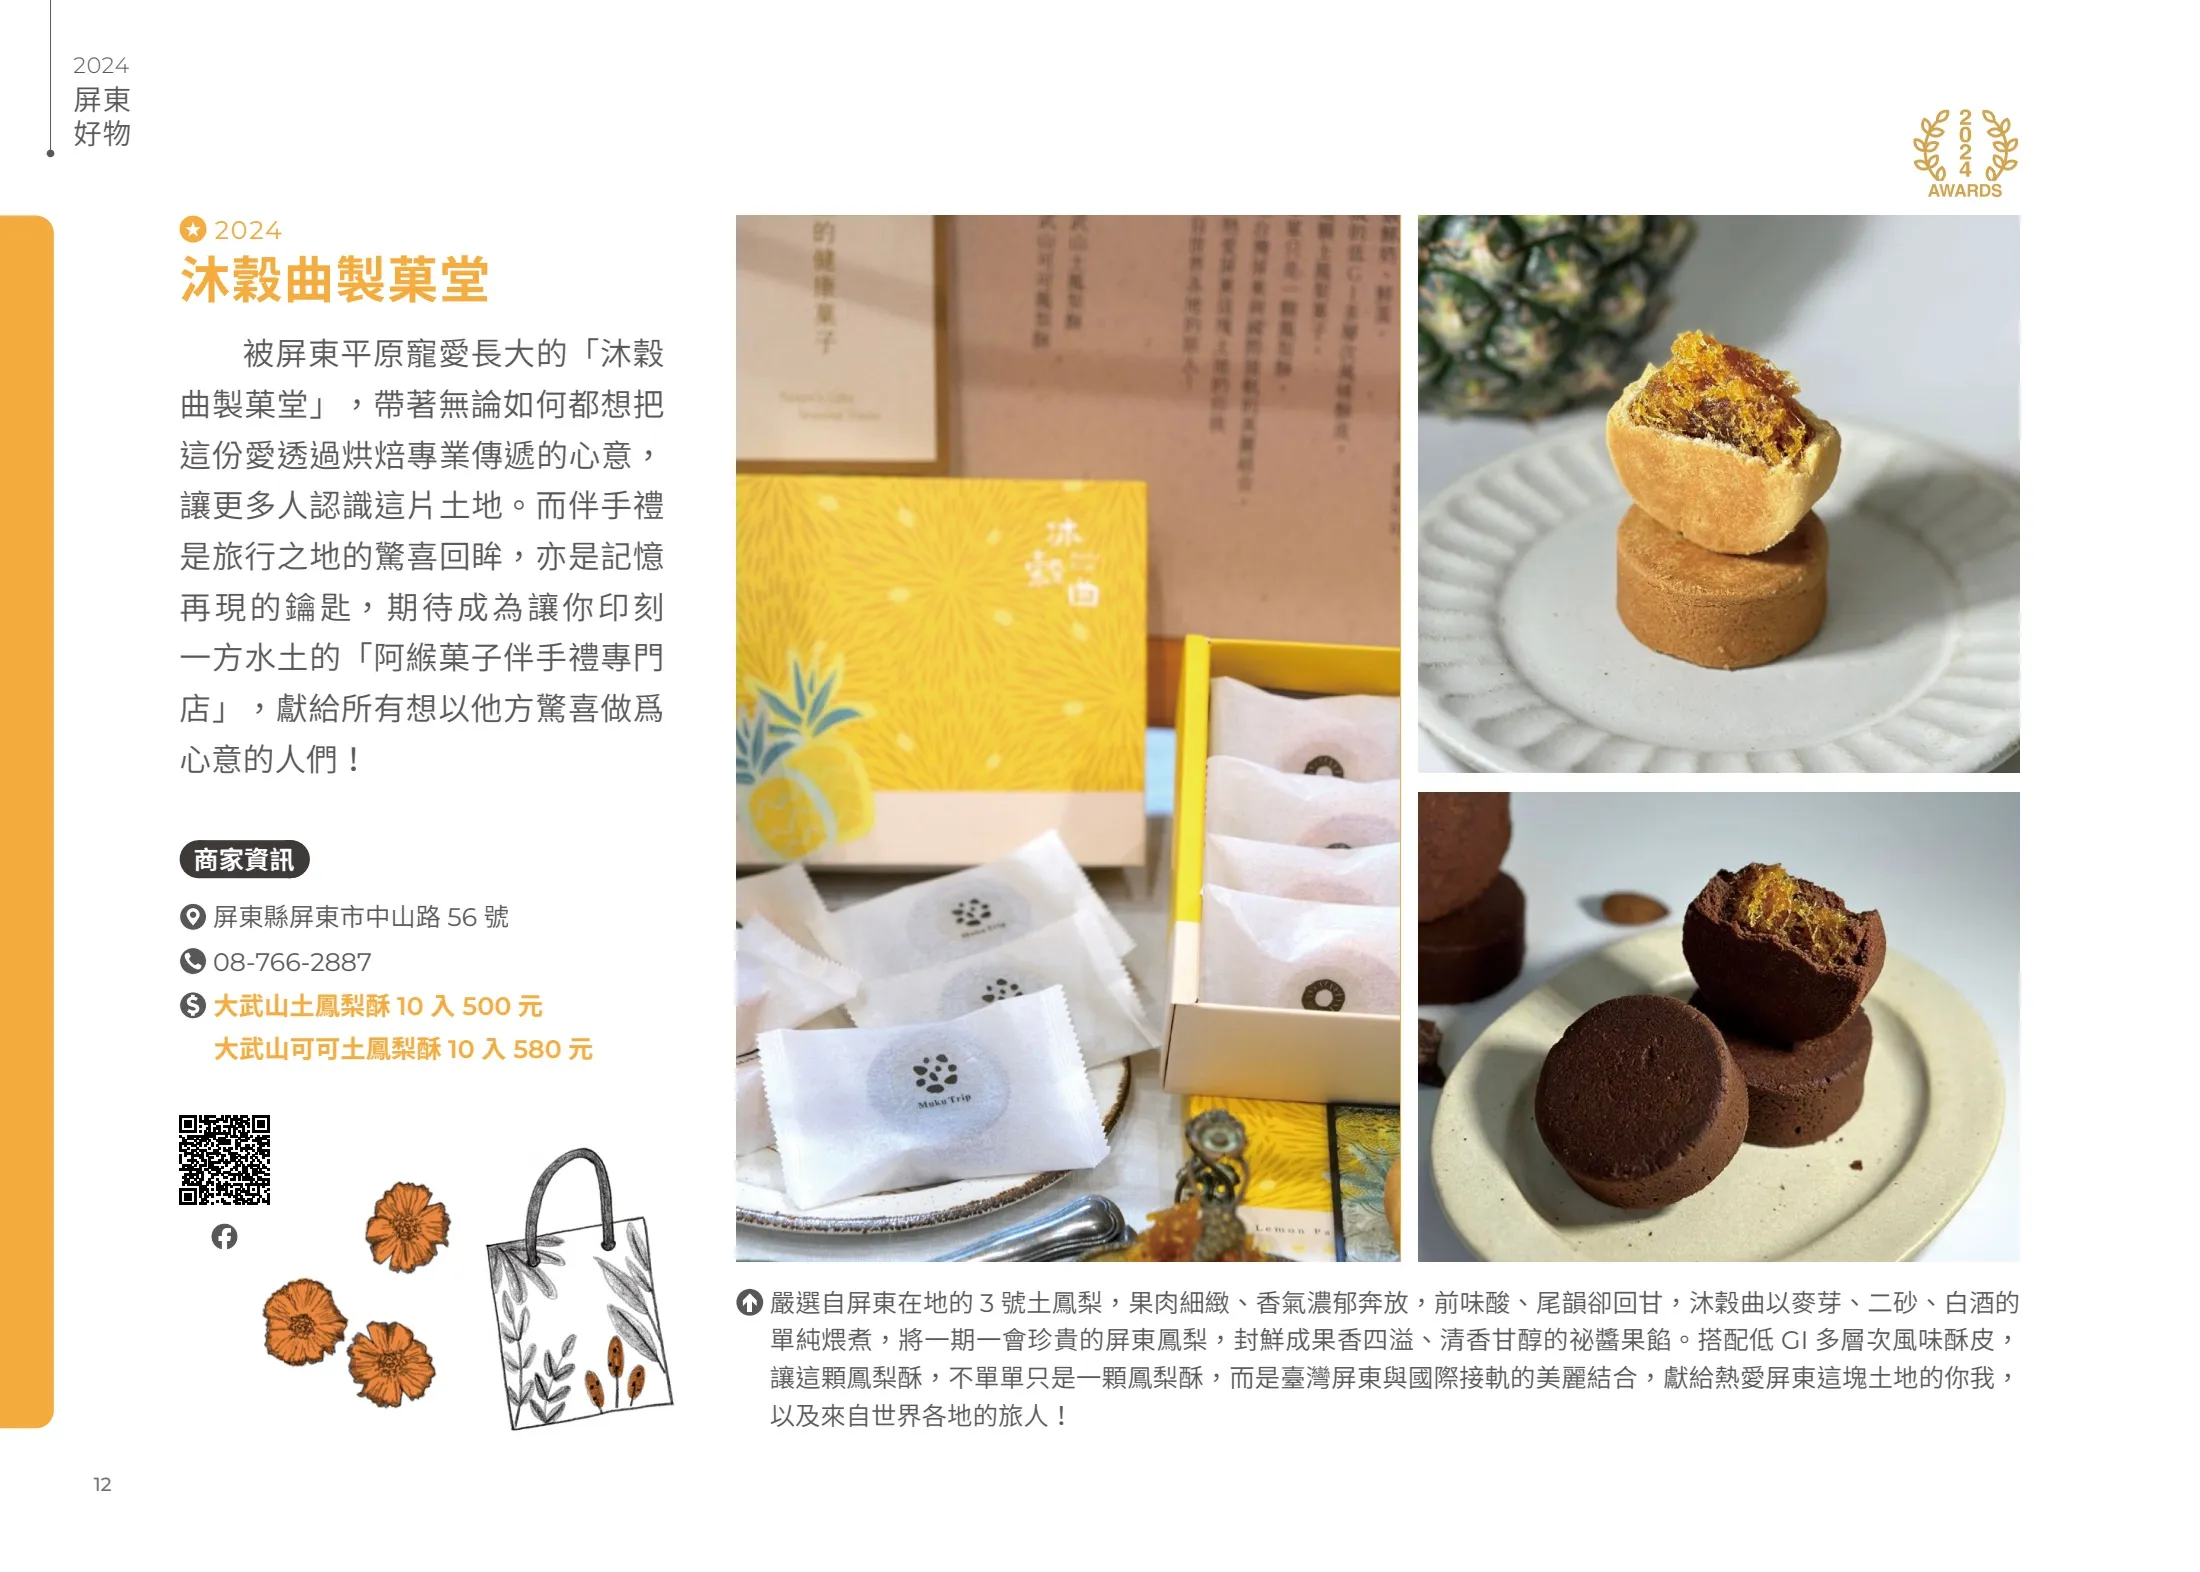 2024
屏東
好物
2024
AWARDS
2024
沐穀曲製菓堂
被屏東平原寵愛長大的「沐穀
曲製菓堂」，帶著無論如何都想把
這份愛透過烘焙專業傳遞的心意，
讓更多人認識這片土地。而伴手禮
是旅行之地的驚喜回眸，亦是記憶
再現的鑰匙，期待成為讓你印刻
一方水土的「阿緱菓子伴手禮專門
店」，獻給所有想以他方驚喜做爲
心意的人們！
商家資訊
屏東縣屏東市中山路 56 號
08-766-2887
大武山土鳳梨酥 10 入 500 元
大武山可可土鳳梨酥 10 入 580 元
的健康菓子
沐穀曲
Muku Trip
Muku Trip
嚴選自屏東在地的 3 號土鳳梨，果肉細緻、香氣濃郁奔放，前味酸、尾韻卻回甘，沐穀曲以麥芽、二砂、白酒的
單純煨煮，將一期一會珍貴的屏東鳳梨，封鮮成果香四溢、清香甘醇的祕醬果餡。搭配低 GI 多層次風味酥皮，
讓這顆鳳梨酥，不單單只是一顆鳳梨酥，而是臺灣屏東與國際接軌的美麗結合，獻給熱愛屏東這塊土地的你我，
以及來自世界各地的旅人！
12